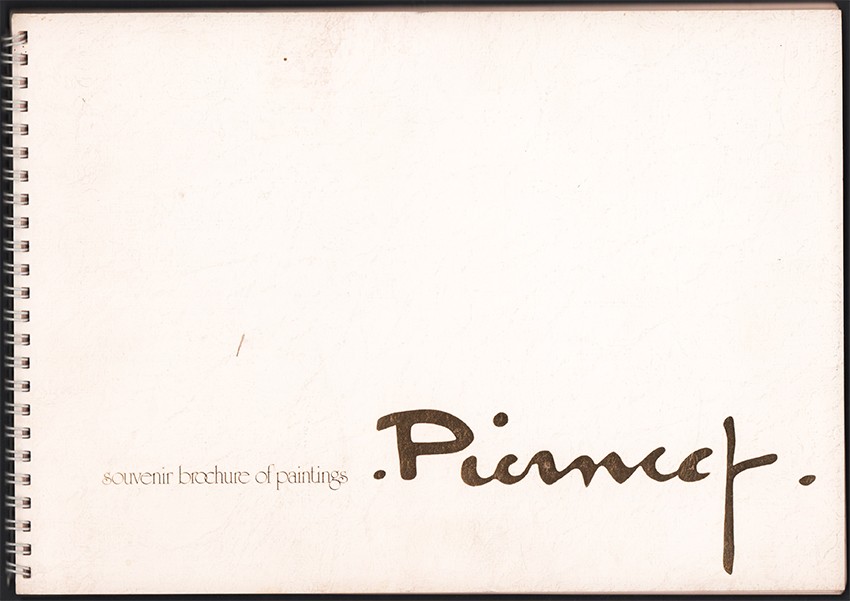 souvenir brochure of paintings .Pierneef.